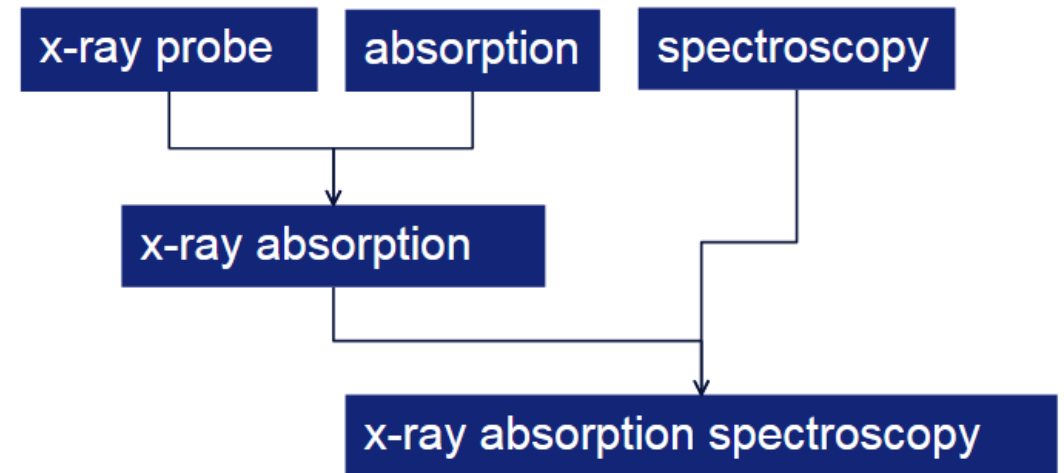 x-ray probe
absorption
spectroscopy
x-ray absorption
x-ray absorption spectroscopy